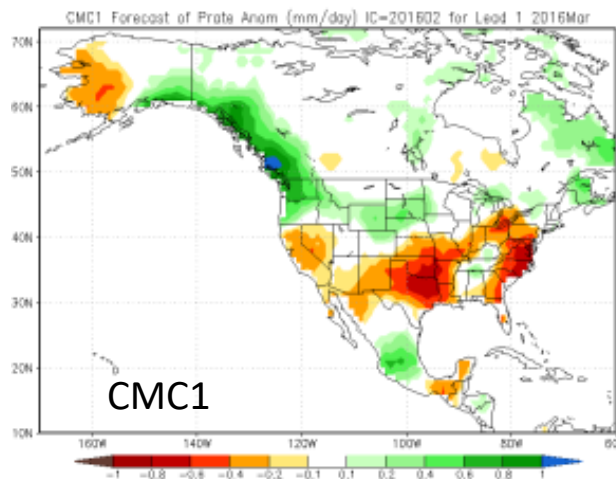 CMC1 Forecast of Prate Anom (mm/day) IC=201602 for Lead 1 2016Mar
70N
60N
50N
40N
30N
20N
10N
CMC1
160W 140W 120W 100W 80W 60
-1 -0.8 -0.6 -0.4 -0.2 -0.1 0.1 0.2 0.4 0.6 0.8 1